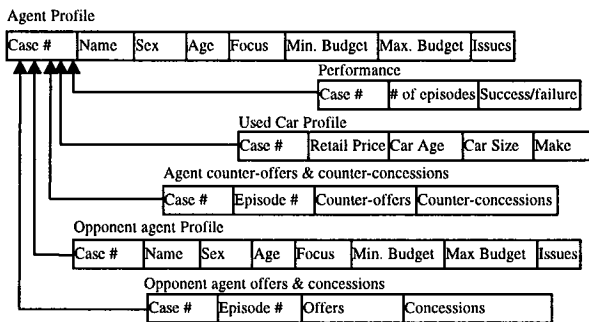 Agent Profile
Case # Name Sex Age Focus Min. Budget Max. Budget Issues
Performance
Case # # of episodes Success/failure
Used Car Profile
Case # Retail Price Car Age Car Size Make
Agent counter-offers & counter-concessions
Case # Episode # Counter-offers Counter-concessions
Opponent agent Profile
Case # Name Sex Age Focus Min. Budget Max Budget Issues
Opponent agent offers & concessions
Case # Episode # Offers Concessions